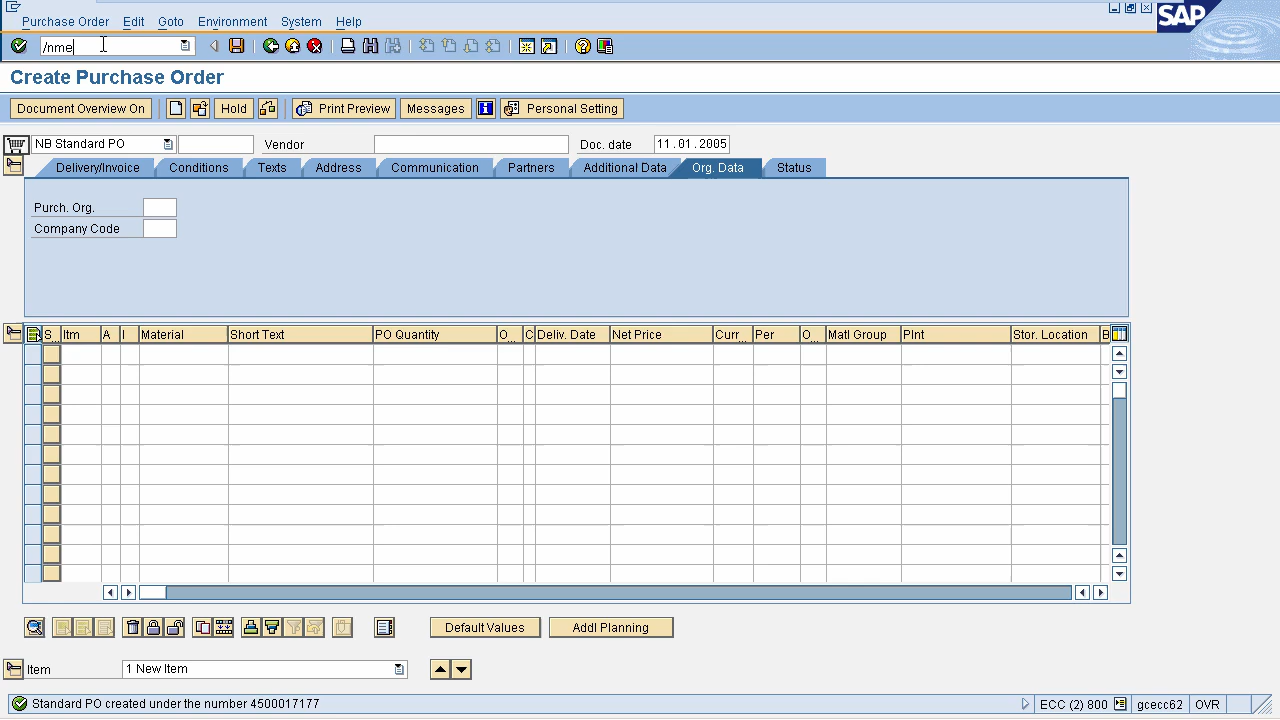 Purchase Order Edit Goto Environment System Help
SAP
/nme
Create Purchase Order
Document Overview On Hold Print Preview Messages Personal Setting
NB Standard PO Vendor Doc. date 11.01.2005
Delivery/Invoice Conditions Texts Address Communication Partners Additional Data Org. Data Status
Purch. Org.
Company Code
S... Itm A I Material Short Text PO Quantity O... C Deliv. Date Net Price Curr... Per O... Matl Group Plnt Stor. Location B
Default Values Addl Planning
Item 1 New Item
Standard PO created under the number 4500017177 ECC (2) 800 gcecc62 OVR